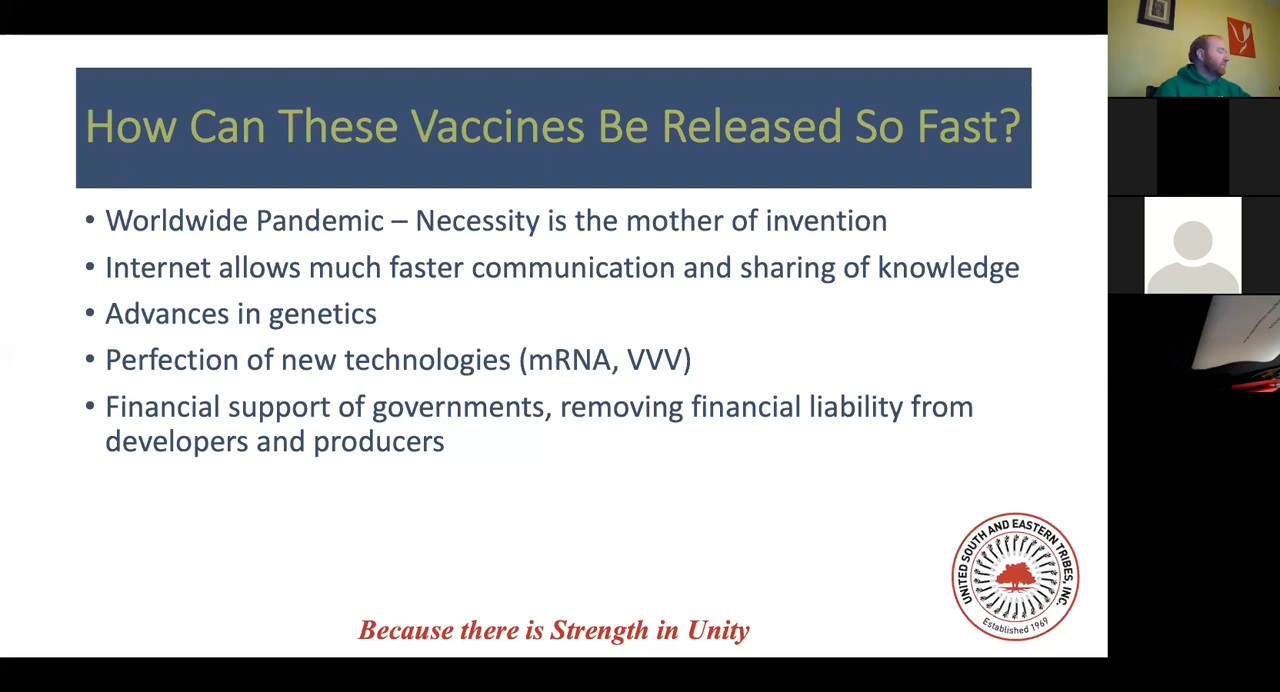 How Can These Vaccines Be Released So Fast?
• Worldwide Pandemic – Necessity is the mother of invention
• Internet allows much faster communication and sharing of knowledge
• Advances in genetics
• Perfection of new technologies (mRNA, VVV)
• Financial support of governments, removing financial liability from
developers and producers
UNITED SOUTH AND EASTERN TRIBES, INC.
Established 1969
Because there is Strength in Unity